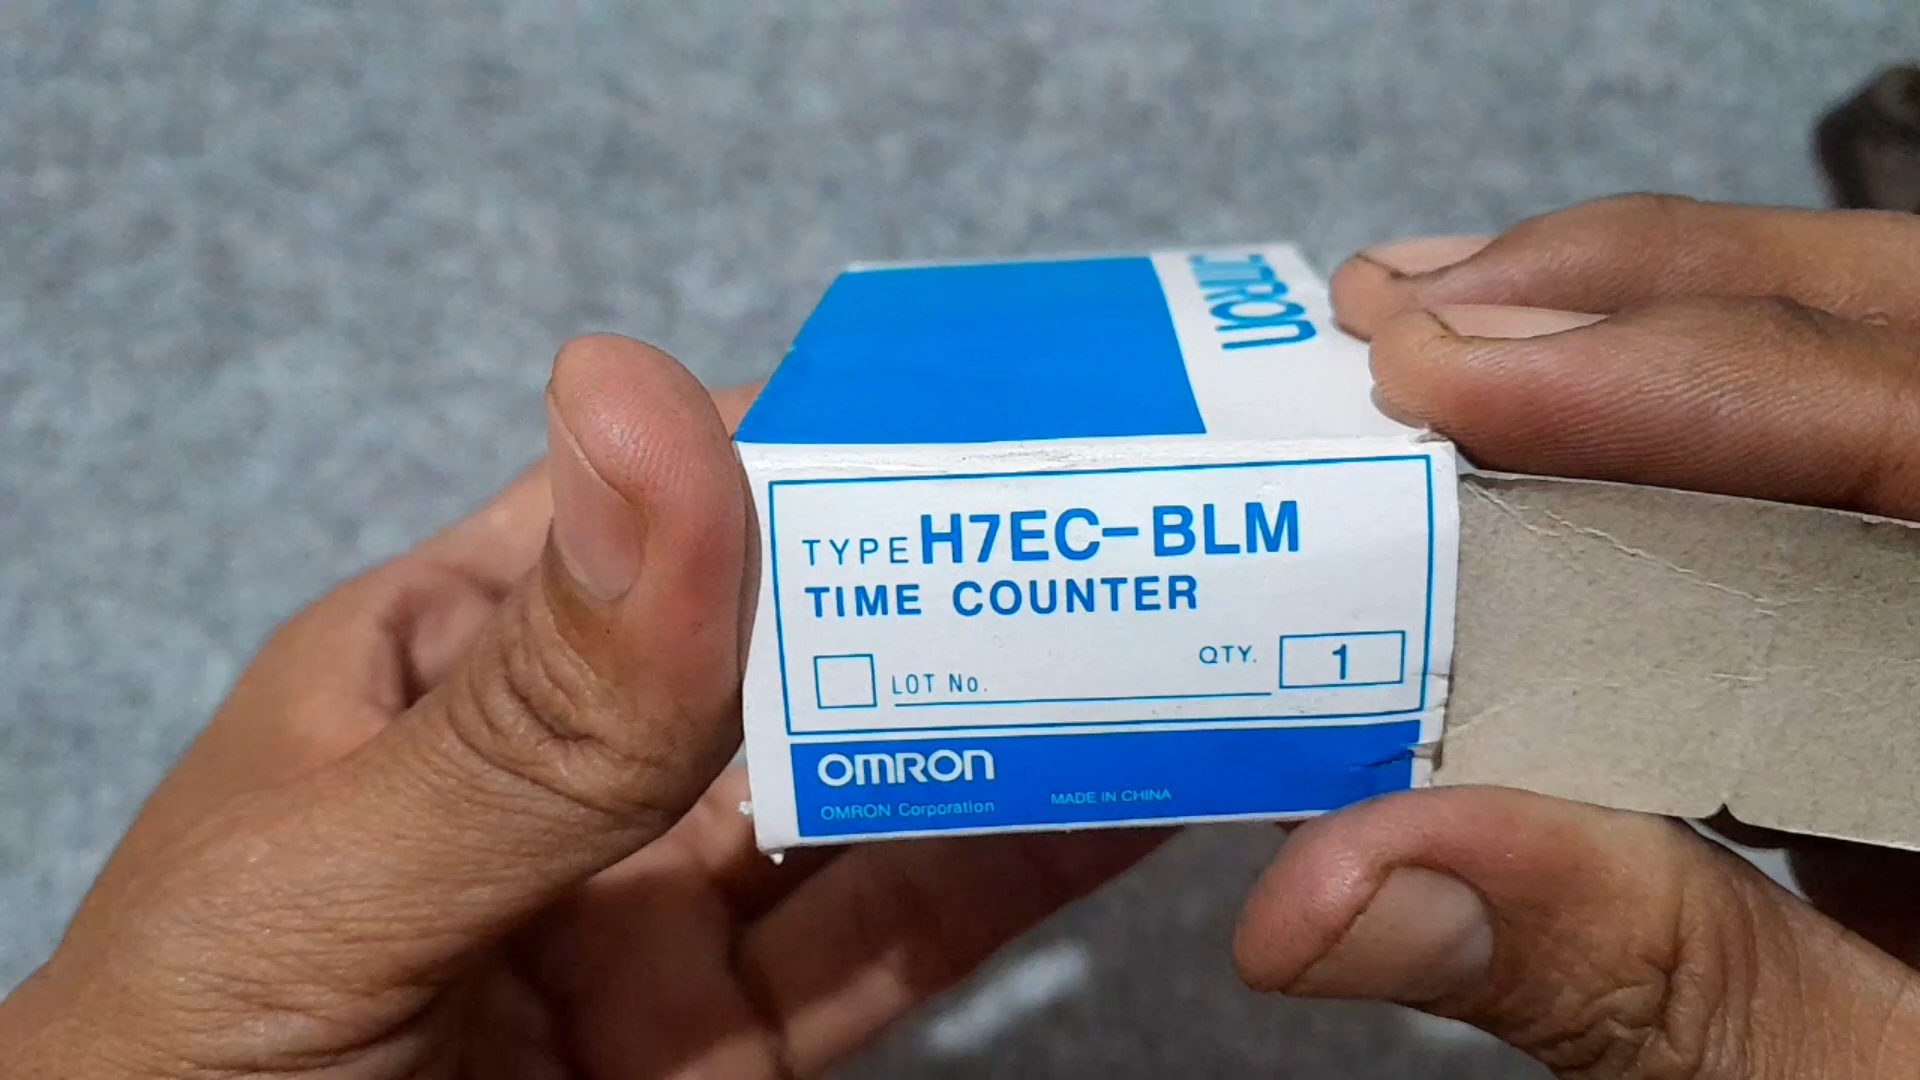 omron
TYPE H7EC-BLM
TIME COUNTER
LOT No.
QTY. 1
OMRON
OMRON Corporation MADE IN CHINA